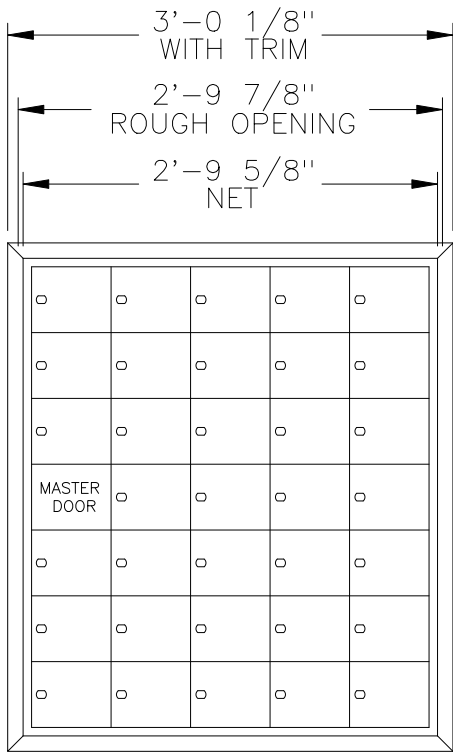 3'-0 1/8"
WITH TRIM
2'-9 7/8"
ROUGH OPENING
2'-9 5/8"
NET
MASTER
DOOR